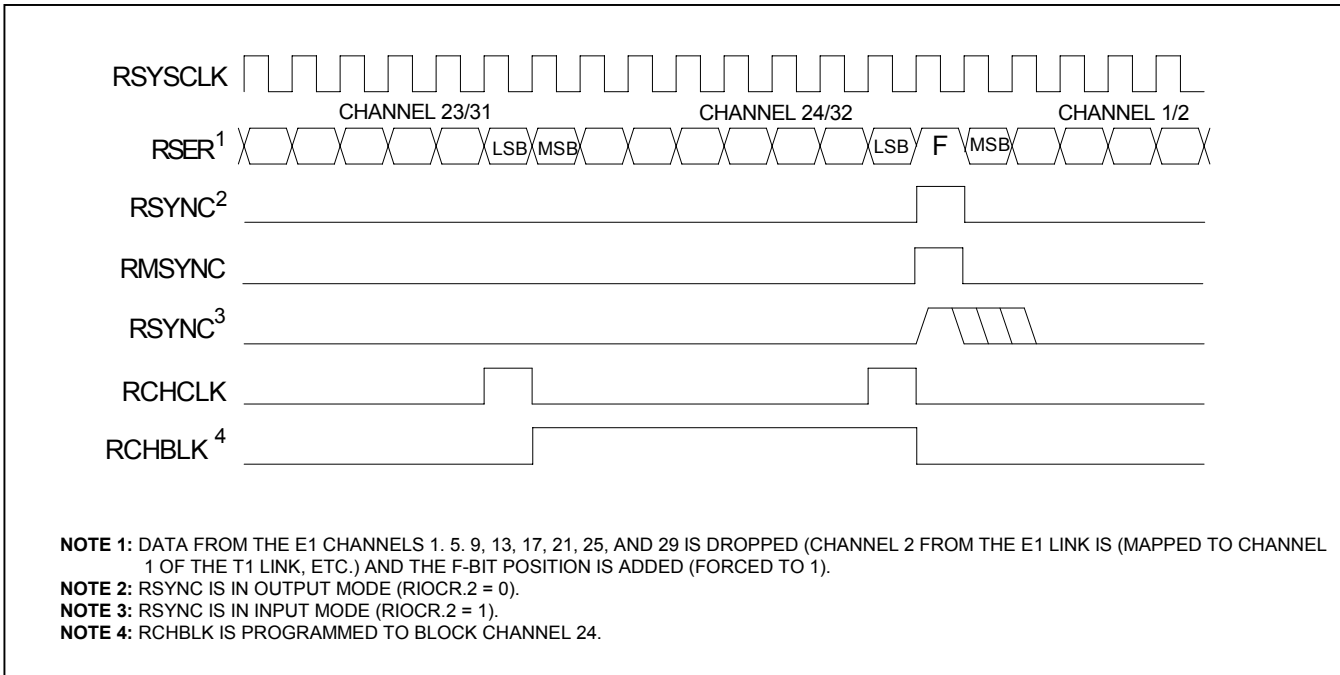 RSYSCLK
CHANNEL 23/31 CHANNEL 24/32 CHANNEL 1/2
RSER1 LSB MSB LSB F MSB
RSYNC2
RMSYNC
RSYNC3
RCHCLK
RCHBLK 4
NOTE 1: DATA FROM THE E1 CHANNELS 1. 5. 9, 13, 17, 21, 25, AND 29 IS DROPPED (CHANNEL 2 FROM THE E1 LINK IS (MAPPED TO CHANNEL
1 OF THE T1 LINK, ETC.) AND THE F-BIT POSITION IS ADDED (FORCED TO 1).
NOTE 2: RSYNC IS IN OUTPUT MODE (RIOCR.2 = 0).
NOTE 3: RSYNC IS IN INPUT MODE (RIOCR.2 = 1).
NOTE 4: RCHBLK IS PROGRAMMED TO BLOCK CHANNEL 24.